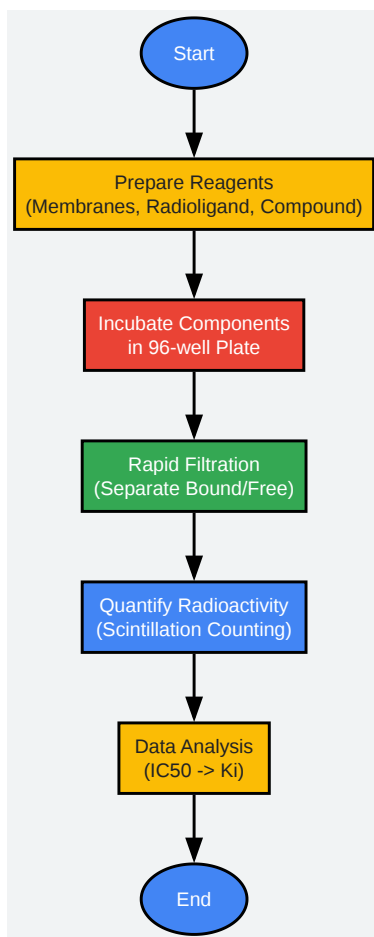 Start
Prepare Reagents
(Membranes, Radioligand, Compound)
Incubate Components
in 96-well Plate
Rapid Filtration
(Separate Bound/Free)
Quantify Radioactivity
(Scintillation Counting)
Data Analysis
(IC50 -> Ki)
End